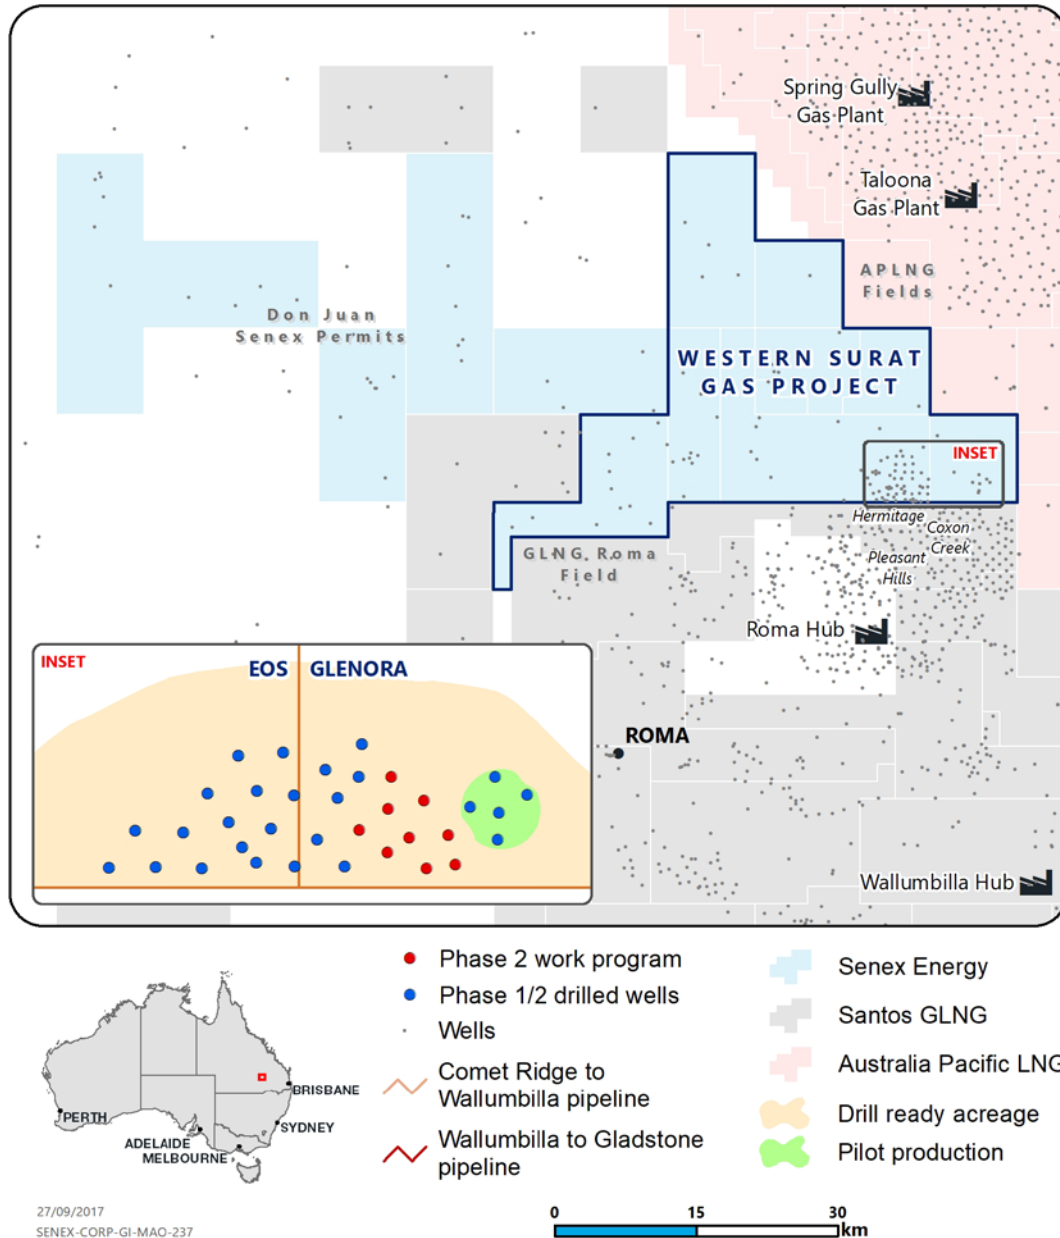 Spring Gully
Gas Plant
Taloona
Gas Plant
APLNG
Fields
Don Juan
Senex Permits
WESTERN SURAT
GAS PROJECT
INSET
Hermitage
Coxon
Creek
Pleasant
Hills
GLNG Roma
Field
Roma Hub
INSET
EOS GLENORA
ROMA
Wallumbilla Hub
Phase 2 work program
Phase 1/2 drilled wells
Wells
Comet Ridge to
Wallumbilla pipeline
Wallumbilla to Gladstone
pipeline
Senex Energy
Santos GLNG
Australia Pacific LNG
Drill ready acreage
Pilot production
BRISBANE
PERTH
SYDNEY
ADELAIDE
MELBOURNE
27/09/2017
SENEX-CORP-GI-MAO-237
0 15 30
km